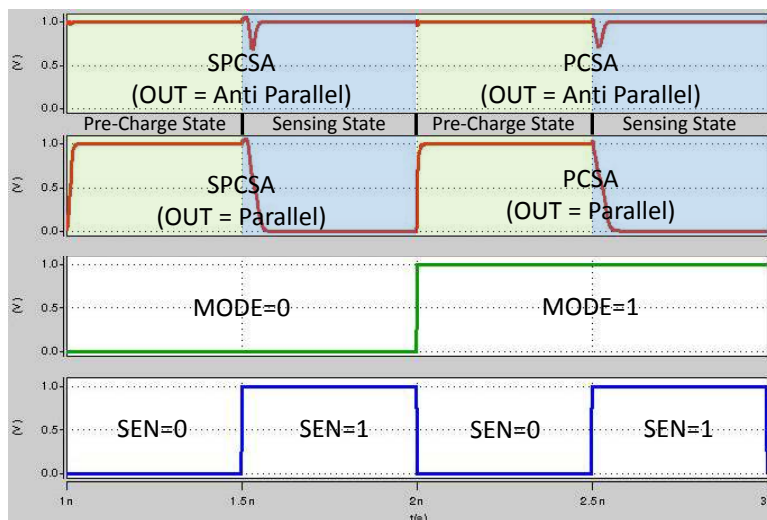 1.0
(V)
0.5
0.0
SPCSA
(OUT = Anti Parallel)
PCSA
(OUT = Anti Parallel)
Pre-Charge State
Sensing State
Pre-Charge State
Sensing State
1.0
(V)
0.5
0.0
SPCSA
(OUT = Parallel)
PCSA
(OUT = Parallel)
1.0
(V)
0.5
0.0
MODE=0
MODE=1
1.0
(V)
0.5
0.0
SEN=0
SEN=1
SEN=0
SEN=1
1n
1.5n
2n
2.5n